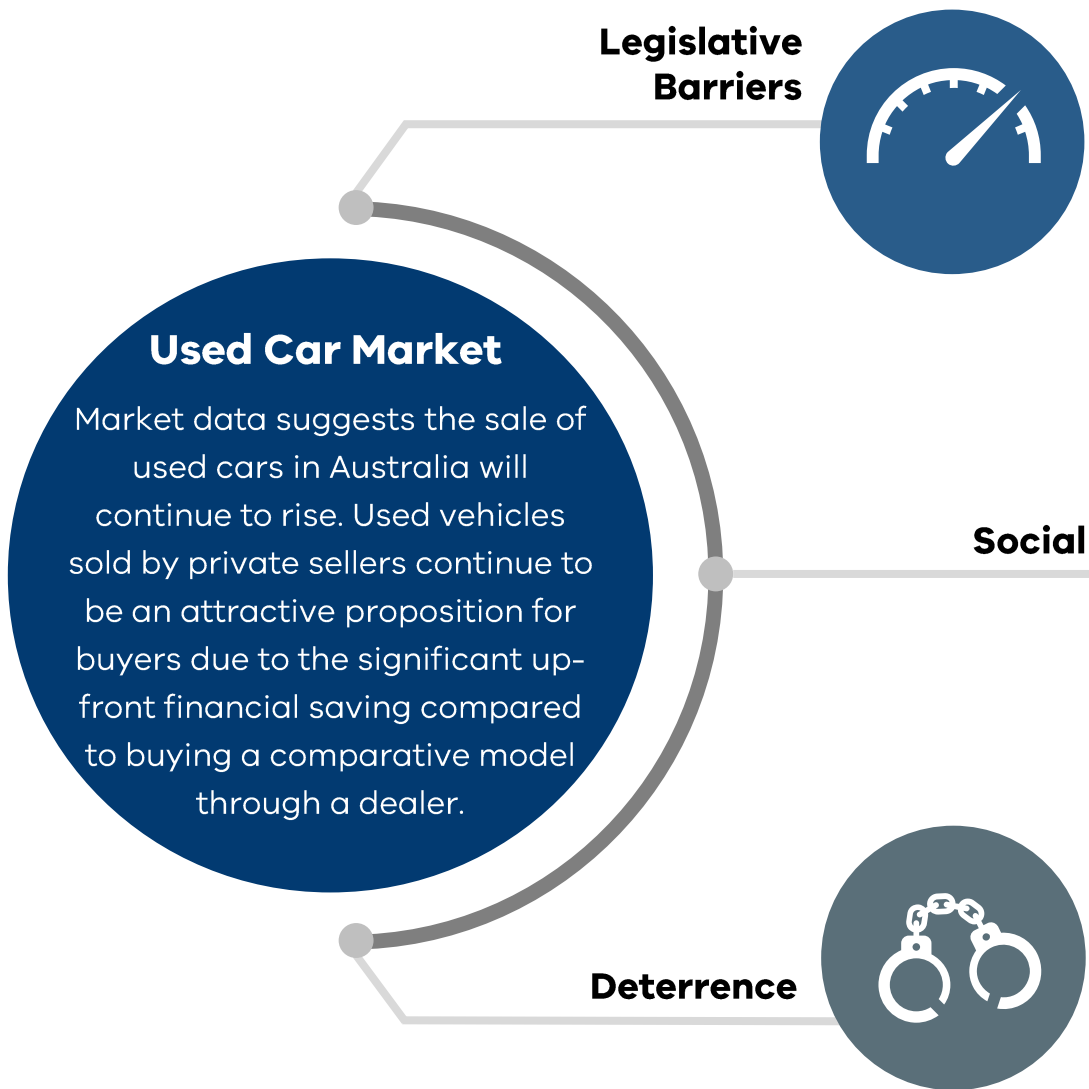 Legislative
Barriers
Used Car Market
Market data suggests the sale of
used cars in Australia will
continue to rise. Used vehicles
sold by private sellers continue to
be an attractive proposition for
buyers due to the significant up-
front financial saving compared
to buying a comparative model
through a dealer.
Social
Deterrence